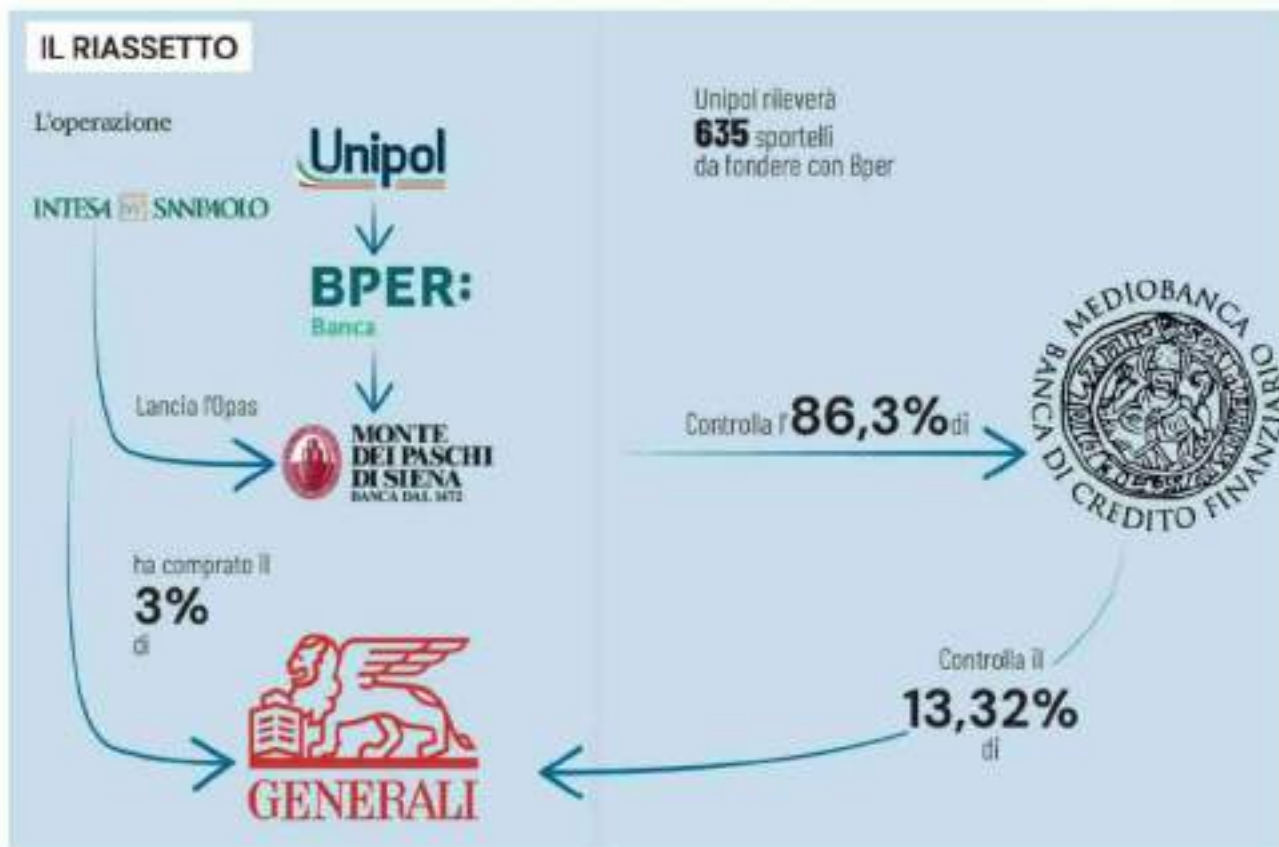 IL RIASSETTO
L'operazione
INTESA SANPAOLO
Unipol
BPER:
Banca
Lancia l'Opas
MONTE
DEI PASCHI
DI SIENA
BANCA DAL 1472
ha comprato il
3%
di
GENERALI
Unipol rileverà
635 sportelli
da fondere con Bper
Controlla l'86,3% di
MEDIOBANCA
BANCA DI CREDITO FINANZIARIO
Controlla il
13,32%
di